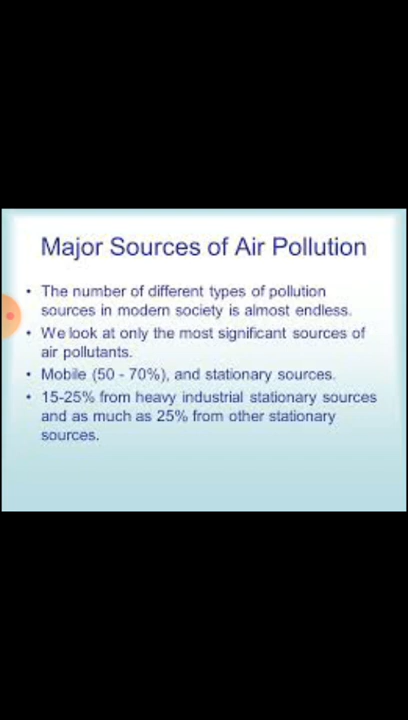 Major Sources of Air Pollution
• The number of different types of pollution
sources in modern society is almost endless.
• We look at only the most significant sources of
air pollutants.
• Mobile (50 - 70%), and stationary sources.
• 15-25% from heavy industrial stationary sources
and as much as 25% from other stationary
sources.